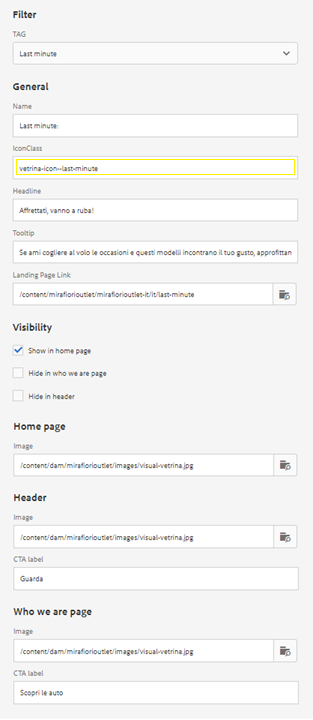 Filter
TAG
Last minute
General
Name
Last minute:
IconClass
vetrina-icon--last-minute
Headline
Affrettati, vanno a ruba!
Tooltip
Se ami cogliere al volo le occasioni e questi modelli incontrano il tuo gusto, approfittan
Landing Page Link
/content/mirafiorioutlet/mirafiorioutlet-it/it/last-minute
Visibility
Show in home page
Hide in who we are page
Hide in header
Home page
Image
/content/dam/mirafiorioutlet/images/visual-vetrina.jpg
Header
Image
/content/dam/mirafiorioutlet/images/visual-vetrina.jpg
CTA label
Guarda
Who we are page
Image
/content/dam/mirafiorioutlet/images/visual-vetrina.jpg
CTA label
Scopri le auto